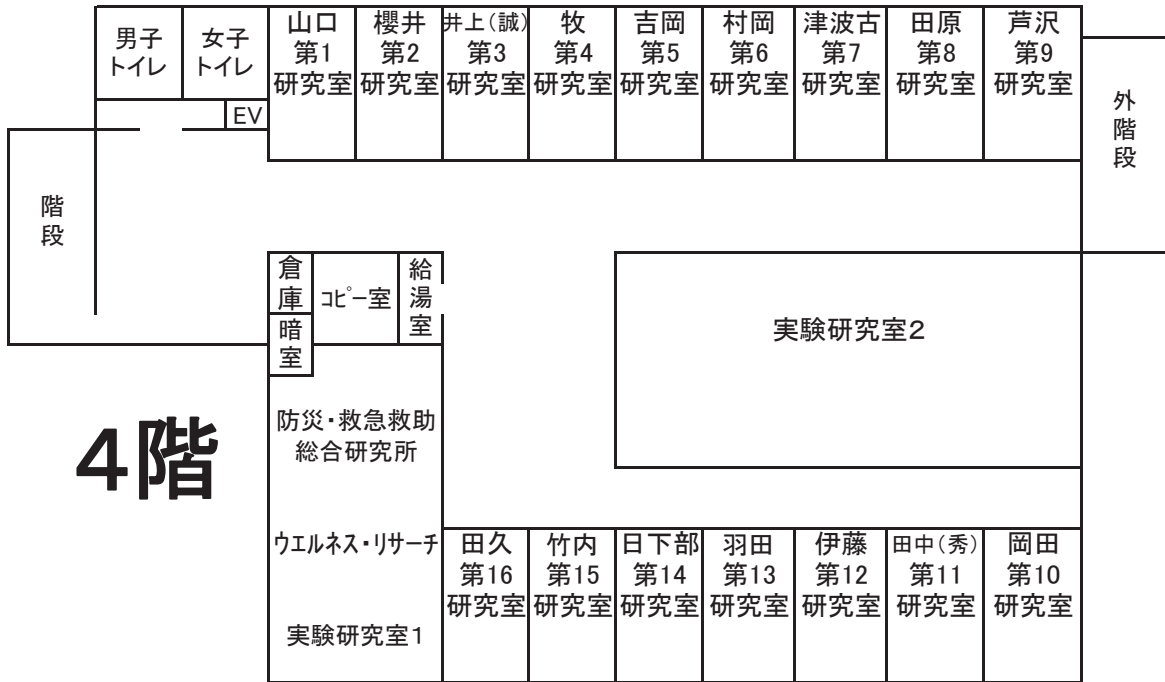 男子
トイレ
女子
トイレ
山口
第1
研究室
櫻井
第2
研究室
井上(誠)
第3
研究室
牧
第4
研究室
吉岡
第5
研究室
村岡
第6
研究室
津波古
第7
研究室
田原
第8
研究室
芦沢
第9
研究室
EV
外階段
階段
倉庫
コピー室
給湯室
暗室
実験研究室2
4階
防災・救急救助
総合研究所
ウエルネス・リサーチ
実験研究室1
田久
第16
研究室
竹内
第15
研究室
日下部
第14
研究室
羽田
第13
研究室
伊藤
第12
研究室
田中(秀)
第11
研究室
岡田
第10
研究室